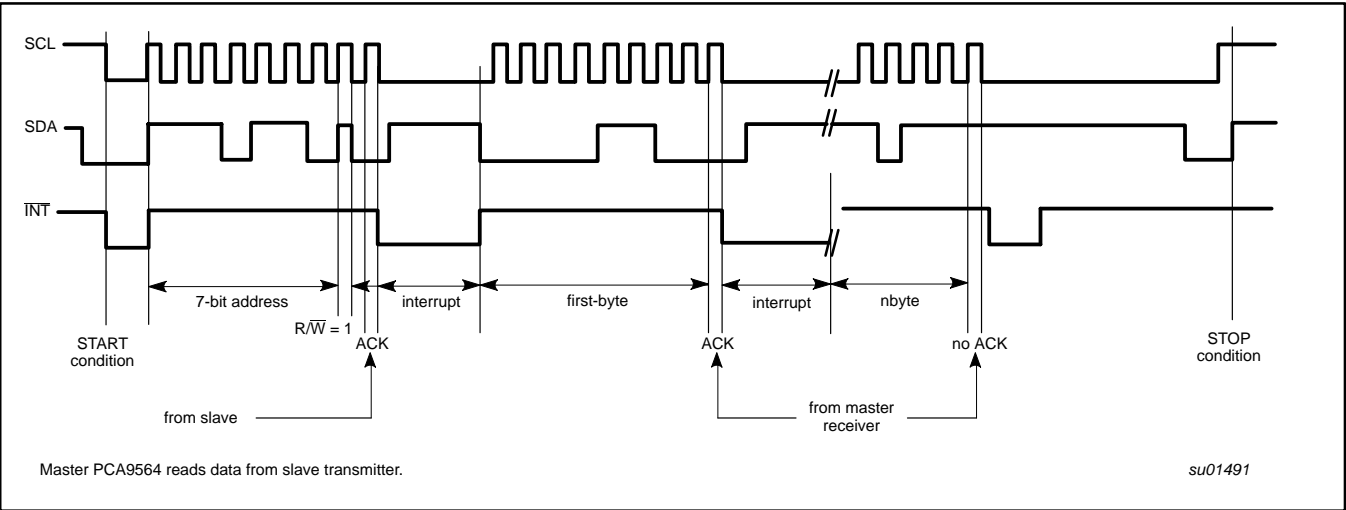 SCL
SDA
I̅N̅T̅
7-bit address
interrupt
first-byte
interrupt
nbyte
R/W̅ = 1
START
condition
ACK
ACK
no ACK
STOP
condition
from slave
from master
receiver
Master PCA9564 reads data from slave transmitter.
su01491